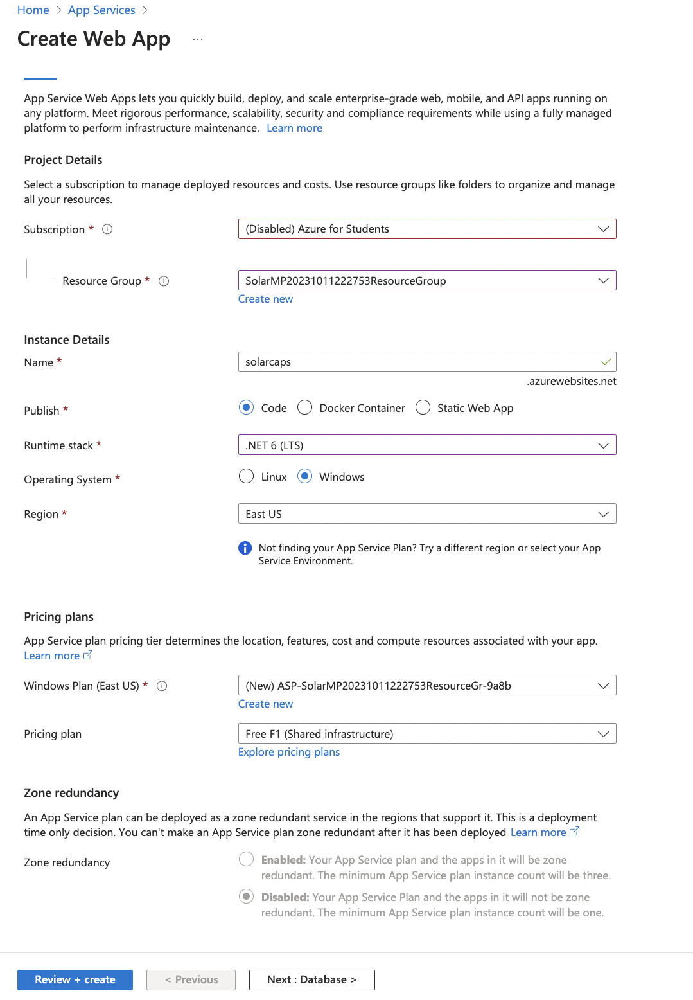 Home > App Services >
Create Web App ...
App Service Web Apps lets you quickly build, deploy, and scale enterprise-grade web, mobile, and API apps running on
any platform. Meet rigorous performance, scalability, security and compliance requirements while using a fully managed
platform to perform infrastructure maintenance. Learn more
Project Details
Select a subscription to manage deployed resources and costs. Use resource groups like folders to organize and manage
all your resources.
Subscription * (Disabled) Azure for Students
Resource Group * SolarMP20231011222753ResourceGroup
Create new
Instance Details
Name * solarcaps
.azurewebsites.net
Publish * Code Docker Container Static Web App
Runtime stack * .NET 6 (LTS)
Operating System * Linux Windows
Region * East US
Not finding your App Service Plan? Try a different region or select your App
Service Environment.
Pricing plans
App Service plan pricing tier determines the location, features, cost and compute resources associated with your app.
Learn more
Windows Plan (East US) * (New) ASP-SolarMP20231011222753ResourceGr-9a8b
Create new
Pricing plan Free F1 (Shared infrastructure)
Explore pricing plans
Zone redundancy
An App Service plan can be deployed as a zone redundant service in the regions that support it. This is a deployment
time only decision. You can't make an App Service plan zone redundant after it has been deployed Learn more
Zone redundancy Enabled: Your App Service plan and the apps in it will be zone
redundant. The minimum App Service plan instance count will be three.
Disabled: Your App Service Plan and the apps in it will not be zone
redundant. The minimum App Service plan instance count will be one.
Review + create < Previous Next : Database >